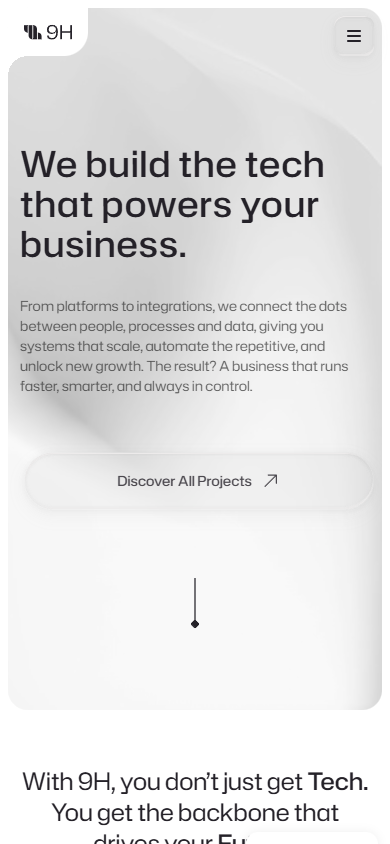 9H
We build the tech
that powers your
business.
From platforms to integrations, we connect the dots
between people, processes and data, giving you
systems that scale, automate the repetitive, and
unlock new growth. The result? A business that runs
faster, smarter, and always in control.
Discover All Projects
With 9H, you don’t just get Tech.
You get the backbone that
drives your